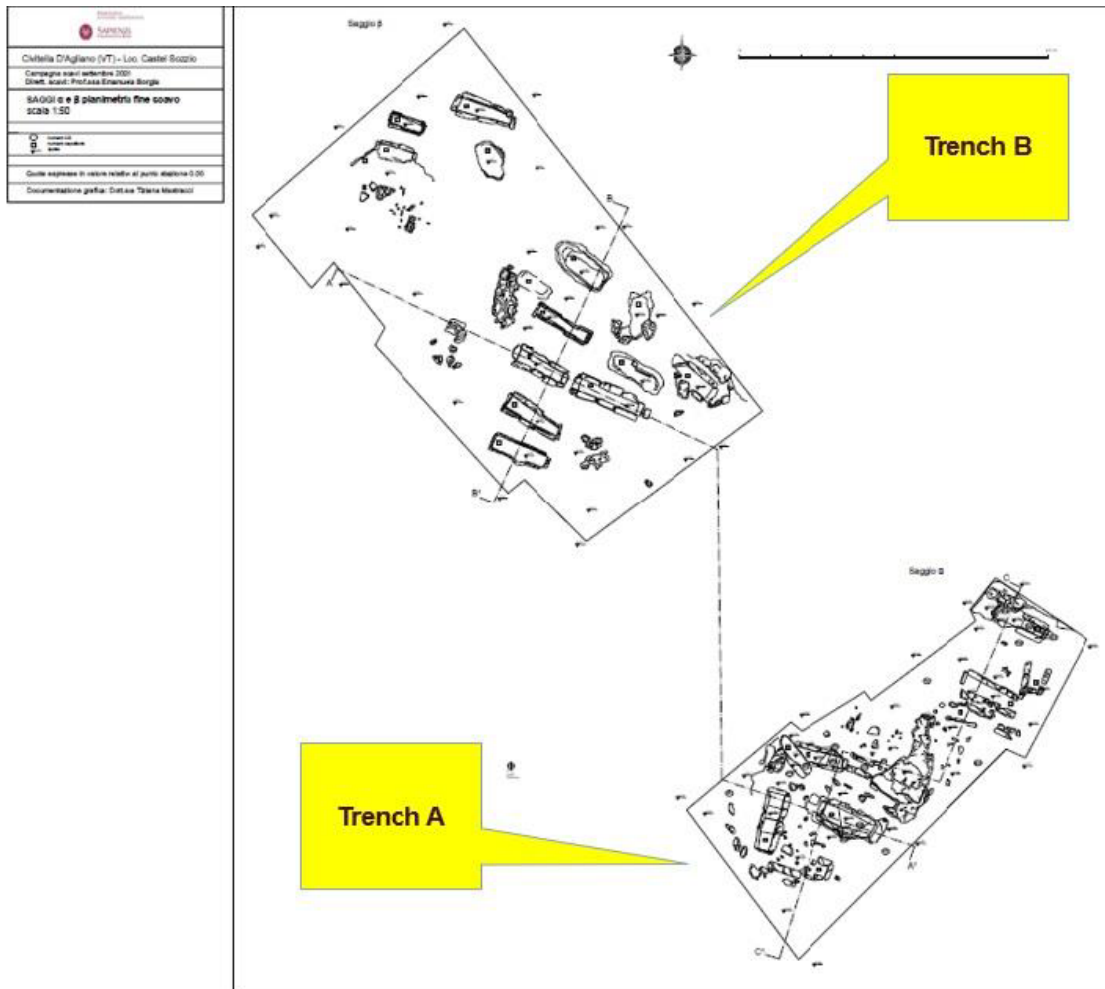 SAPIENZA
Civitella D'Agliano (VT) – Loc. Castel Sozzio
Campagna scavi settembre 2021
Dirett. scavi: Prof.ssa Emanuela Borgia
SAGGI α e β planimetria fine scavo
scala 1:50
quote
Quote espresse in valore relativo al punto stazione 0.00
Documentazione grafica: Dott.ssa Tiziana
Saggio β
Trench B
B
A
B'
Saggio α
C
Trench A
A'
C'